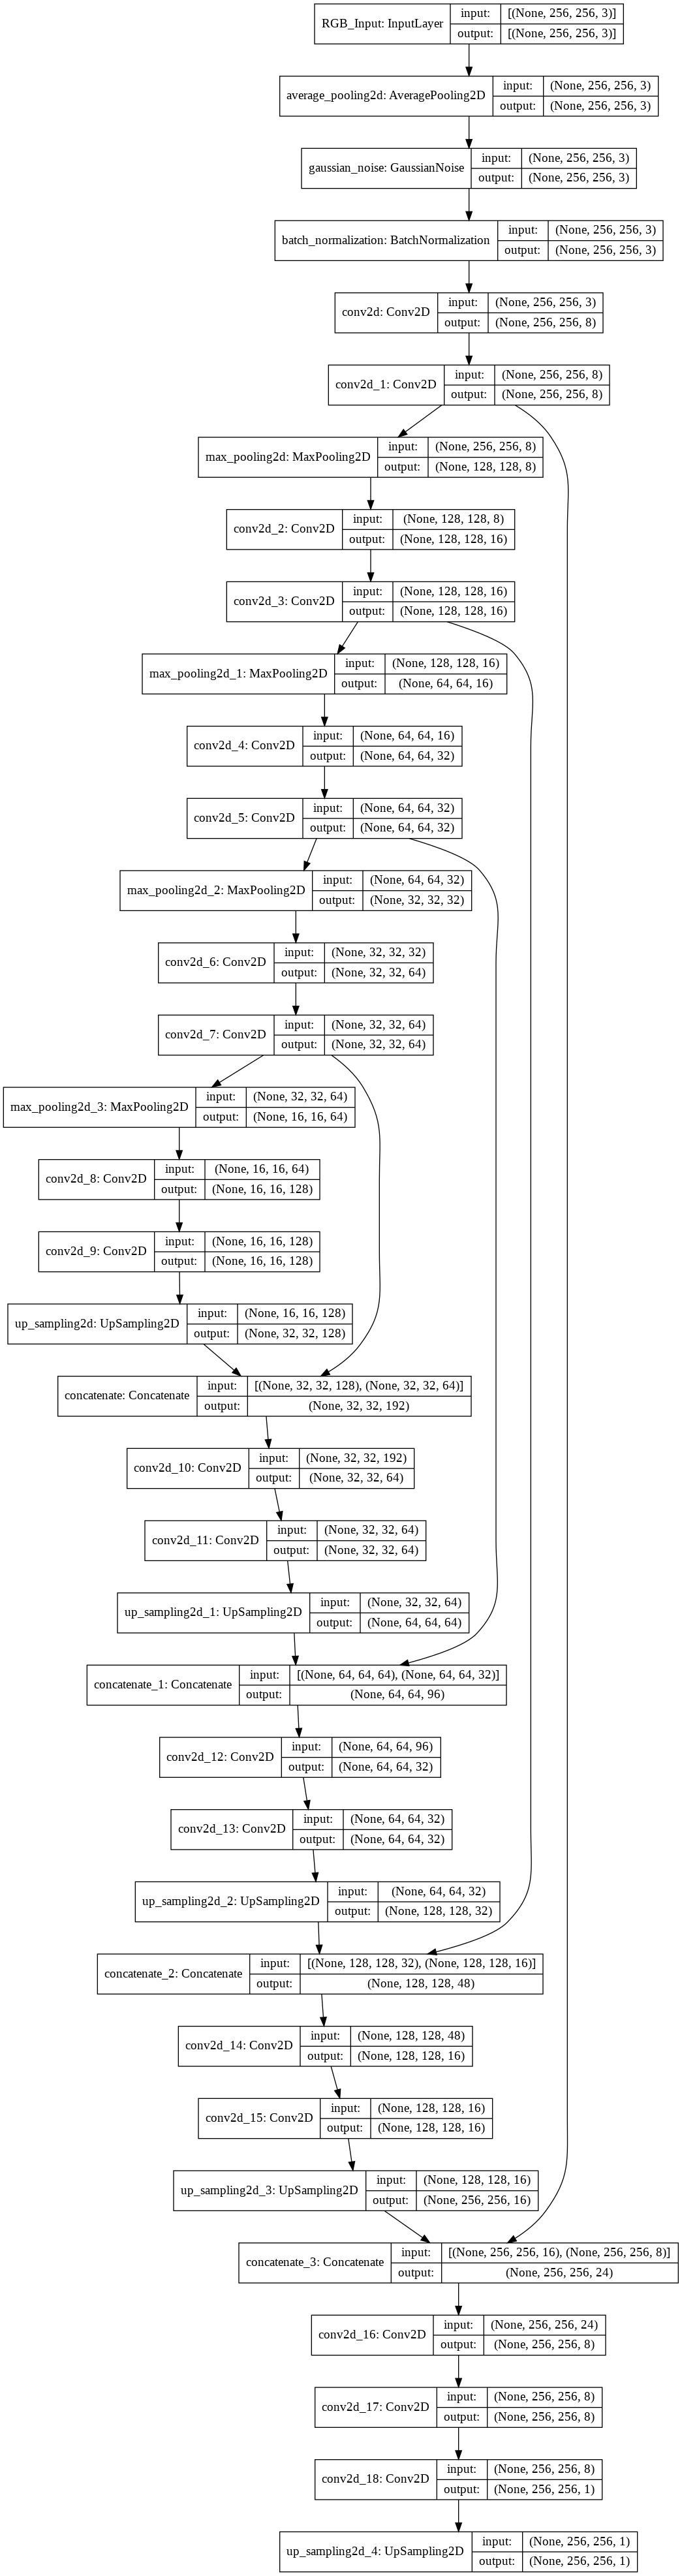 RGB_Input: InputLayer
input: [(None, 256, 256, 3)]
output: [(None, 256, 256, 3)]
average_pooling2d: AveragePooling2D
input: (None, 256, 256, 3)
output: (None, 256, 256, 3)
gaussian_noise: GaussianNoise
input: (None, 256, 256, 3)
output: (None, 256, 256, 3)
batch_normalization: BatchNormalization
input: (None, 256, 256, 3)
output: (None, 256, 256, 3)
conv2d: Conv2D
input: (None, 256, 256, 3)
output: (None, 256, 256, 8)
conv2d_1: Conv2D
input: (None, 256, 256, 8)
output: (None, 256, 256, 8)
max_pooling2d: MaxPooling2D
input: (None, 256, 256, 8)
output: (None, 128, 128, 8)
conv2d_2: Conv2D
input: (None, 128, 128, 8)
output: (None, 128, 128, 16)
conv2d_3: Conv2D
input: (None, 128, 128, 16)
output: (None, 128, 128, 16)
max_pooling2d_1: MaxPooling2D
input: (None, 128, 128, 16)
output: (None, 64, 64, 16)
conv2d_4: Conv2D
input: (None, 64, 64, 16)
output: (None, 64, 64, 32)
conv2d_5: Conv2D
input: (None, 64, 64, 32)
output: (None, 64, 64, 32)
max_pooling2d_2: MaxPooling2D
input: (None, 64, 64, 32)
output: (None, 32, 32, 32)
conv2d_6: Conv2D
input: (None, 32, 32, 32)
output: (None, 32, 32, 64)
conv2d_7: Conv2D
input: (None, 32, 32, 64)
output: (None, 32, 32, 64)
max_pooling2d_3: MaxPooling2D
input: (None, 32, 32, 64)
output: (None, 16, 16, 64)
conv2d_8: Conv2D
input: (None, 16, 16, 64)
output: (None, 16, 16, 128)
conv2d_9: Conv2D
input: (None, 16, 16, 128)
output: (None, 16, 16, 128)
up_sampling2d: UpSampling2D
input: (None, 16, 16, 128)
output: (None, 32, 32, 128)
concatenate: Concatenate
input: [(None, 32, 32, 128), (None, 32, 32, 64)]
output: (None, 32, 32, 192)
conv2d_10: Conv2D
input: (None, 32, 32, 192)
output: (None, 32, 32, 64)
conv2d_11: Conv2D
input: (None, 32, 32, 64)
output: (None, 32, 32, 64)
up_sampling2d_1: UpSampling2D
input: (None, 32, 32, 64)
output: (None, 64, 64, 64)
concatenate_1: Concatenate
input: [(None, 64, 64, 64), (None, 64, 64, 32)]
output: (None, 64, 64, 96)
conv2d_12: Conv2D
input: (None, 64, 64, 96)
output: (None, 64, 64, 32)
conv2d_13: Conv2D
input: (None, 64, 64, 32)
output: (None, 64, 64, 32)
up_sampling2d_2: UpSampling2D
input: (None, 64, 64, 32)
output: (None, 128, 128, 32)
concatenate_2: Concatenate
input: [(None, 128, 128, 32), (None, 128, 128, 16)]
output: (None, 128, 128, 48)
conv2d_14: Conv2D
input: (None, 128, 128, 48)
output: (None, 128, 128, 16)
conv2d_15: Conv2D
input: (None, 128, 128, 16)
output: (None, 128, 128, 16)
up_sampling2d_3: UpSampling2D
input: (None, 128, 128, 16)
output: (None, 256, 256, 16)
concatenate_3: Concatenate
input: [(None, 256, 256, 16), (None, 256, 256, 8)]
output: (None, 256, 256, 24)
conv2d_16: Conv2D
input: (None, 256, 256, 24)
output: (None, 256, 256, 8)
conv2d_17: Conv2D
input: (None, 256, 256, 8)
output: (None, 256, 256, 8)
conv2d_18: Conv2D
input: (None, 256, 256, 8)
output: (None, 256, 256, 1)
up_sampling2d_4: UpSampling2D
input: (None, 256, 256, 1)
output: (None, 256, 256, 1)